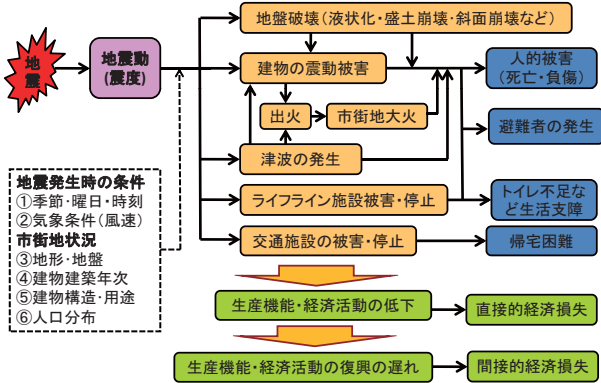 地盤破壊(液状化・盛土崩壊・斜面崩壊など)
地震
地震動
(震度)
建物の震動被害
人的被害
(死亡・負傷)
出火
市街地大火
避難者の発生
津波の発生
地震発生時の条件
①季節・曜日・時刻
②気象条件(風速)
市街地状況
③地形・地盤
④建物建築年次
⑤建物構造・用途
⑥人口分布
ライフライン施設被害・停止
トイレ不足な
ど生活支障
交通施設の被害・停止
帰宅困難
生産機能・経済活動の低下
直接的経済損失
生産機能・経済活動の復興の遅れ
間接的経済損失